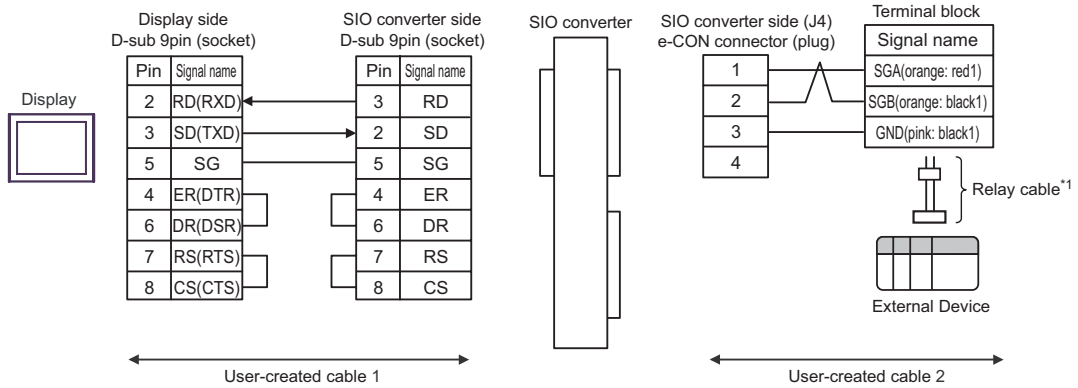 Display
Display side
D-sub 9pin (socket)
Pin Signal name
2 RD(RXD)
3 SD(TXD)
5 SG
4 ER(DTR)
6 DR(DSR)
7 RS(RTS)
8 CS(CTS)
SIO converter side
D-sub 9pin (socket)
Pin Signal name
3 RD
2 SD
5 SG
4 ER
6 DR
7 RS
8 CS
User-created cable 1
SIO converter
SIO converter side (J4)
e-CON connector (plug)
1
2
3
4
Terminal block
Signal name
SGA(orange: red1)
SGB(orange: black1)
GND(pink: black1)
Relay cable*1
External Device
User-created cable 2